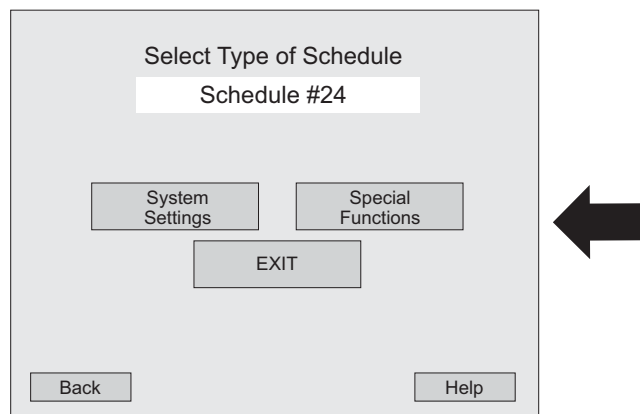 Select Type of Schedule
Schedule #24
System
Settings
Special
Functions
EXIT
Back
Help